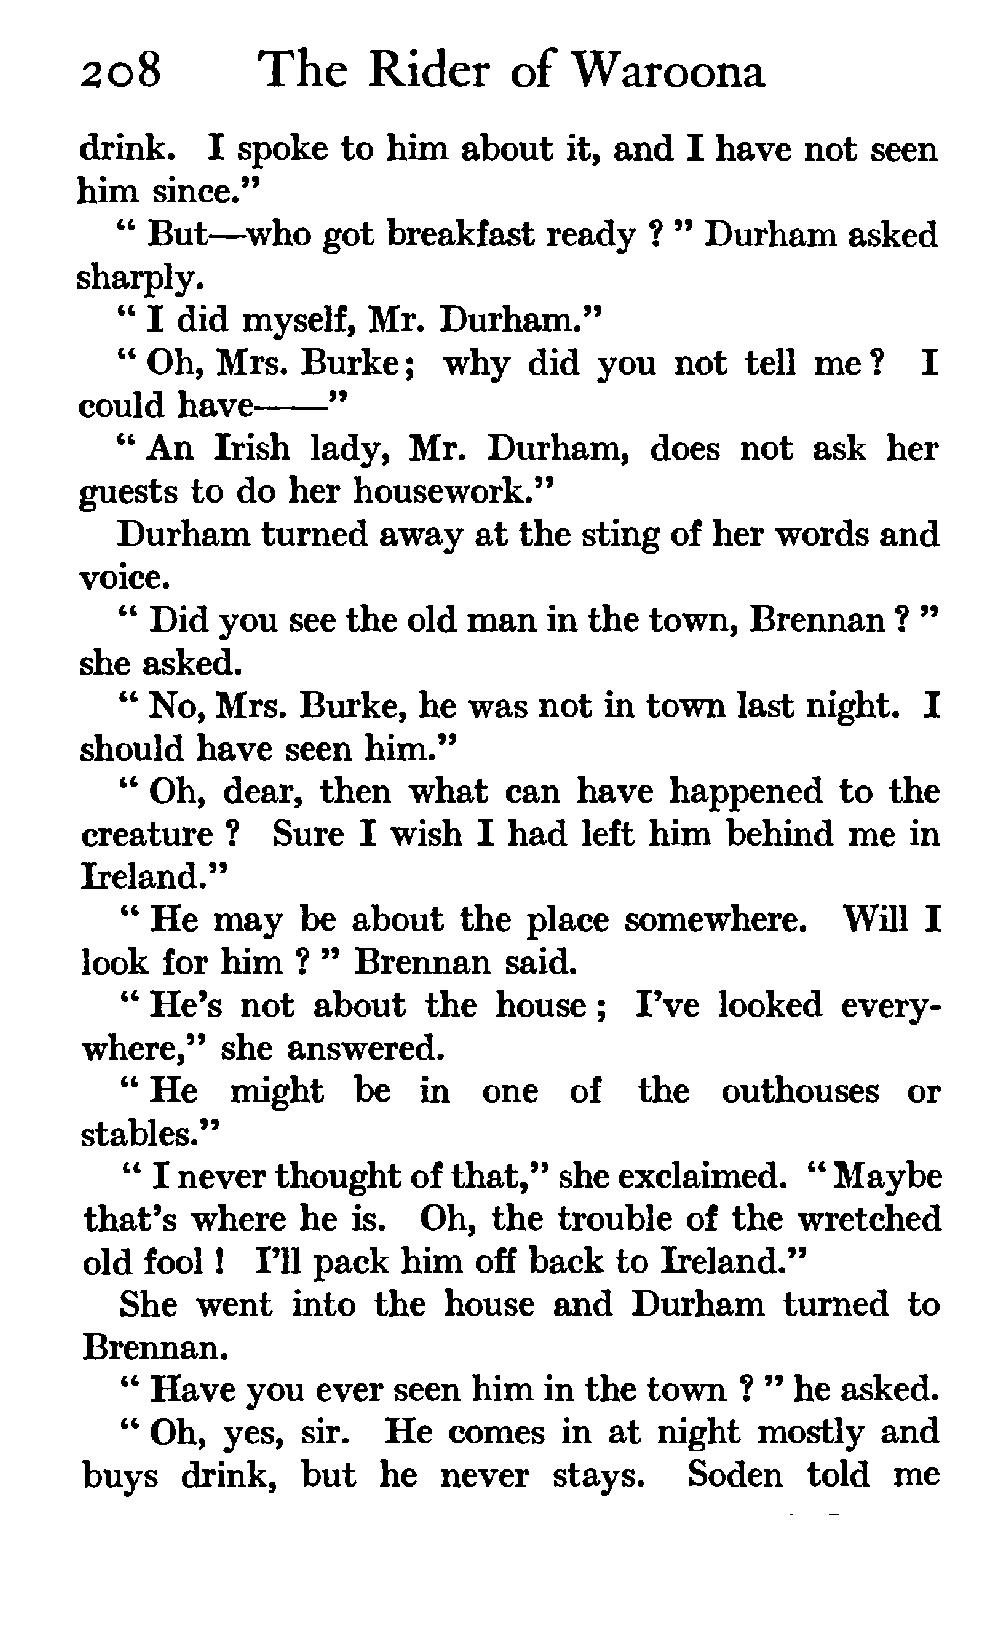 208 The Rider of Waroona
drink. I spoke to him about it, and I have not seen
him since.”
“ But—who got breakfast ready ? ” Durham asked
sharply.
“ I did myself, Mr. Durham.”
“ Oh, Mrs. Burke; why did you not tell me ? I
could have——”
“ An Irish lady, Mr. Durham, does not ask her
guests to do her housework.”
Durham turned away at the sting of her words and
voice.
“ Did you see the old man in the town, Brennan ? ”
she asked.
“ No, Mrs. Burke, he was not in town last night. I
should have seen him.”
“ Oh, dear, then what can have happened to the
creature ? Sure I wish I had left him behind me in
Ireland.”
“ He may be about the place somewhere. Will I
look for him ? ” Brennan said.
“ He’s not about the house ; I’ve looked every-
where,” she answered.
“ He might be in one of the outhouses or
stables.”
“ I never thought of that,” she exclaimed. “ Maybe
that’s where he is. Oh, the trouble of the wretched
old fool ! I’ll pack him off back to Ireland.”
She went into the house and Durham turned to
Brennan.
“ Have you ever seen him in the town ? ” he asked.
“ Oh, yes, sir. He comes in at night mostly and
buys drink, but he never stays. Soden told me